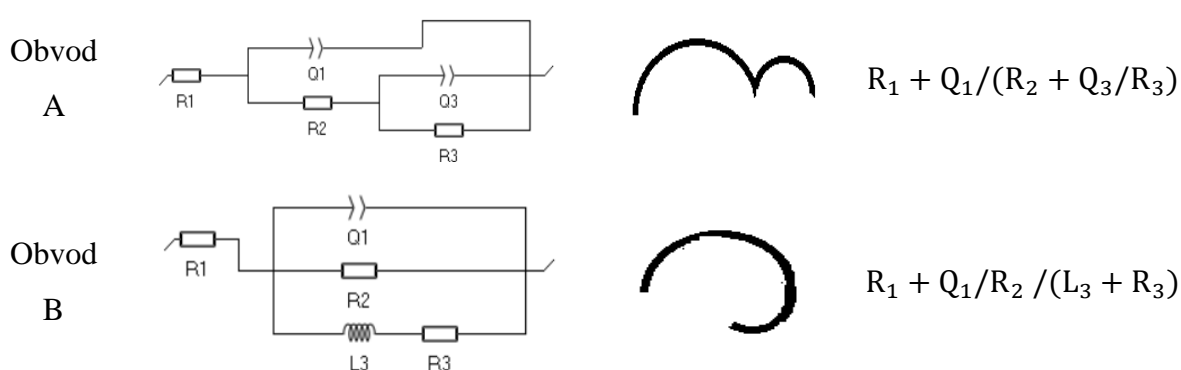 Obvod
A
R1
Q1
R2
Q3
R3
R₁ + Q₁/(R₂ + Q₃/R₃)
Obvod
B
R1
Q1
R2
L3
R3
R₁ + Q₁/R₂ /(L₃ + R₃)